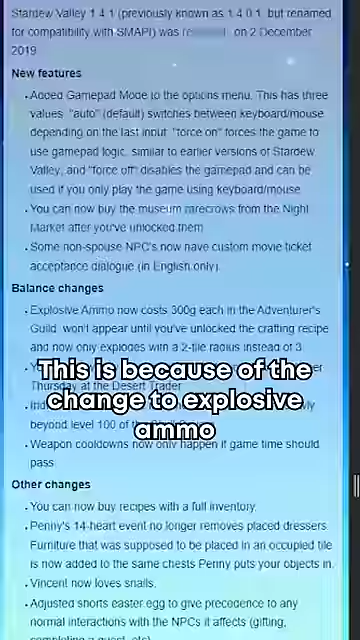 Stardew Valley 1.4.1 (previously known as 1.4.0.1, but renamed
for compatibility with SMAPI) was released on 2 December
2019.
New features
Added Gamepad Mode to the options menu. This has three
values: "auto" (default) switches between keyboard/mouse
depending on the last input, "force on" forces the game to
use gamepad logic, similar to earlier versions of Stardew
Valley, and "force off" disables the gamepad and can be
used if you only play the game using keyboard/mouse.
You can now buy the museum rarecrows from the Night
Market after you've unlocked them.
Some non-spouse NPC's now have custom movie ticket
acceptance dialogue (in English only).
Balance changes
Explosive Ammo now costs 300g each in the Adventurer's
Guild, won't appear until you've unlocked the crafting recipe
and now only explodes with a 2-tile radius instead of 3.
This is because of the
Thursday at the Desert Trader
change to explosive
beyond level 100 of
ammo
Weapon cooldowns now only happen if game time should
pass.
Other changes
You can now buy recipes with a full inventory.
Penny's 14-heart event no longer removes placed dressers.
Furniture that was supposed to be placed in an occupied tile
is now added to the same chests Penny puts your objects in.
Vincent now loves snails.
Adjusted shorts easter egg to give precedence to any
normal interactions with the NPCs it affects (gifting,
completing a quest, etc)